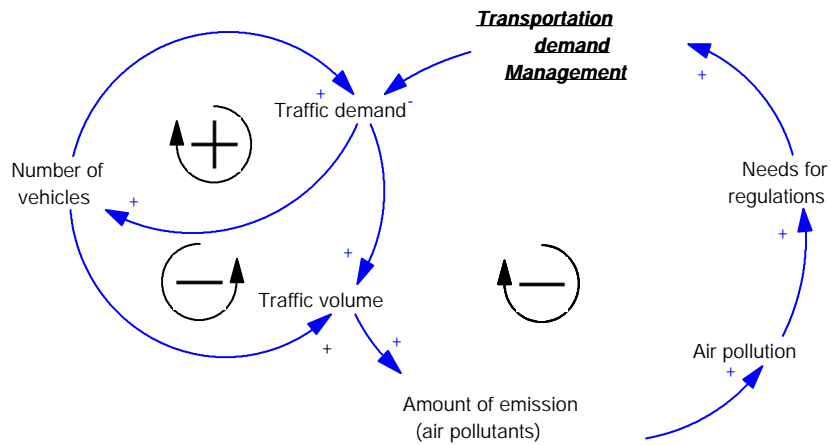 Transportation
demand
Management
+
+
Traffic demand
-
Number of
vehicles
+
Needs for
regulations
+
+
Traffic volume
+
+
Air pollution
+
Amount of emission
(air pollutants)